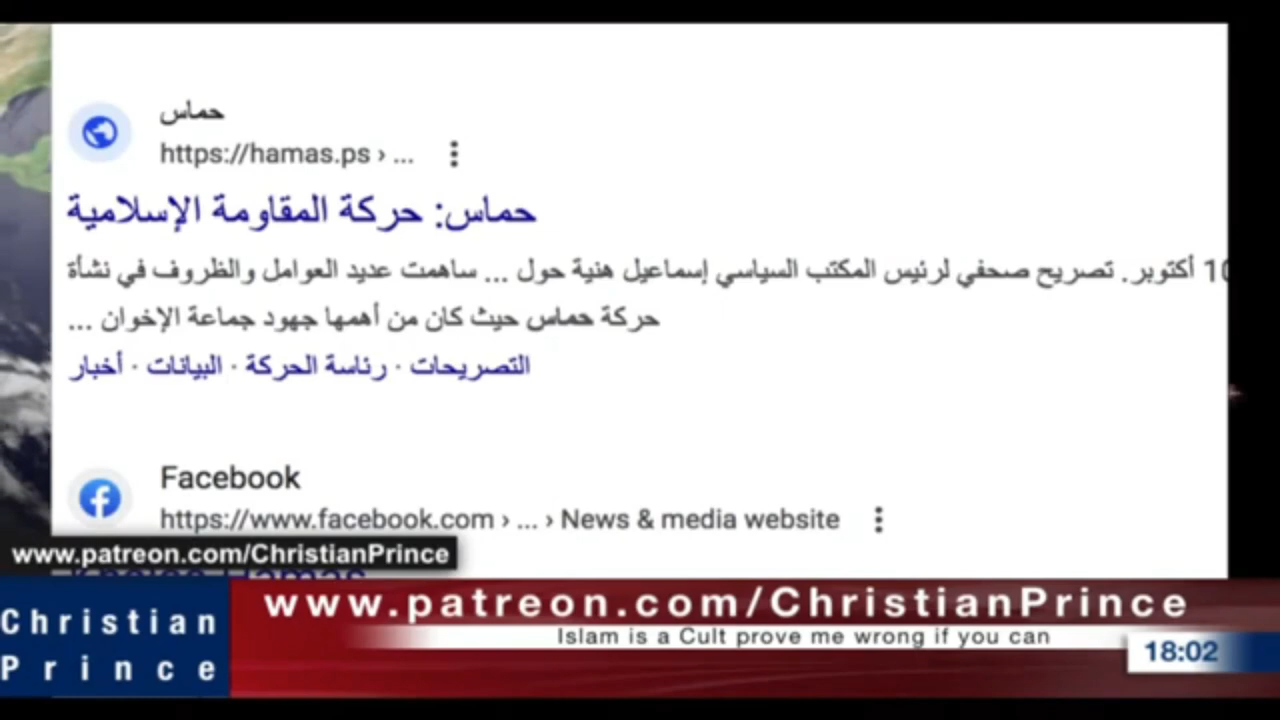 حماس
https://hamas.ps › ...
حماس: حركة المقاومة الإسلامية
10 أكتوبر. تصريح صحفي لرئيس المكتب السياسي إسماعيل هنية حول ... ساهمت عديد العوامل والظروف في نشأة
حركة حماس حيث كان من أهمها جهود جماعة الإخوان ...
التصريحات · رئاسة الحركة · البيانات · أخبار
Facebook
https://www.facebook.com › ... › News & media website
www.patreon.com/ChristianPrince
Hamas
Christian
Prince
www.patreon.com/ChristianPrince
Islam is a Cult prove me wrong if you can
18:02